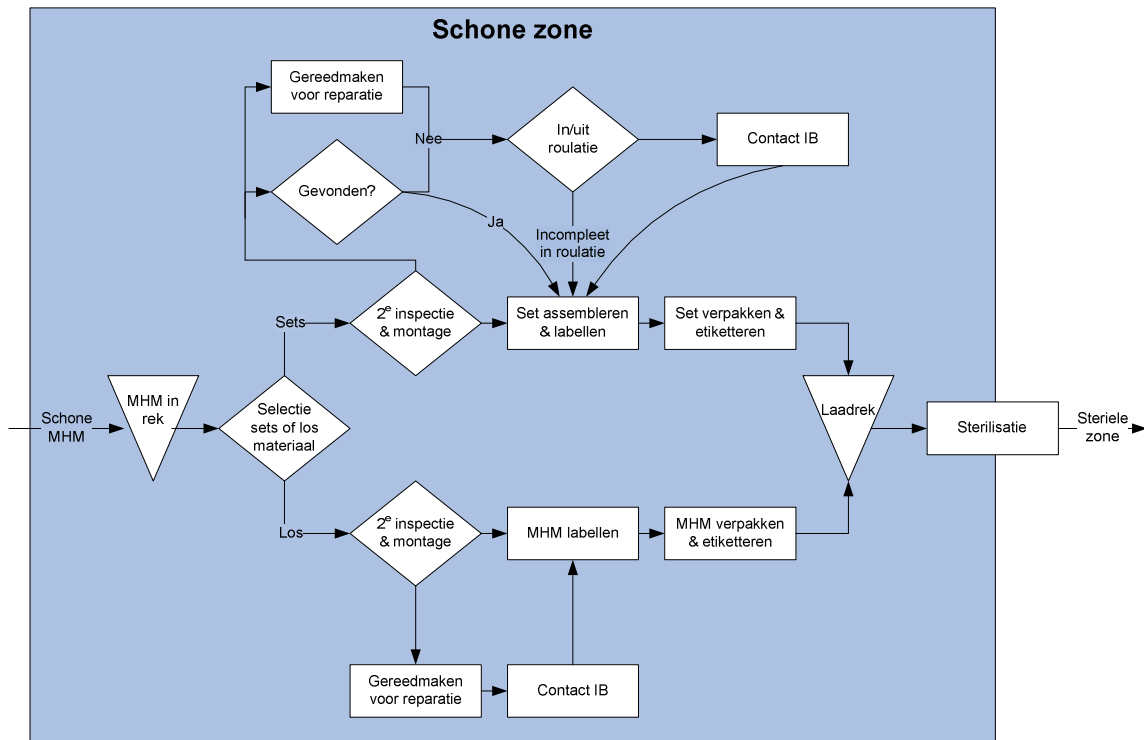 Schone zone
Gereedmaken
voor reparatie
Nee
In/uit
roulatie
Contact IB
Gevonden?
Ja
Incompleet
in roulatie
Sets
2e inspectie
& montage
Set assembleren
& labellen
Set verpakken &
etiketteren
Schone
MHM
MHM in
rek
Selectie
sets of los
materiaal
Laadrek
Sterilisatie
Steriele
zone
Los
2e inspectie
& montage
MHM labellen
MHM verpakken
& etiketteren
Gereedmaken
voor reparatie
Contact IB